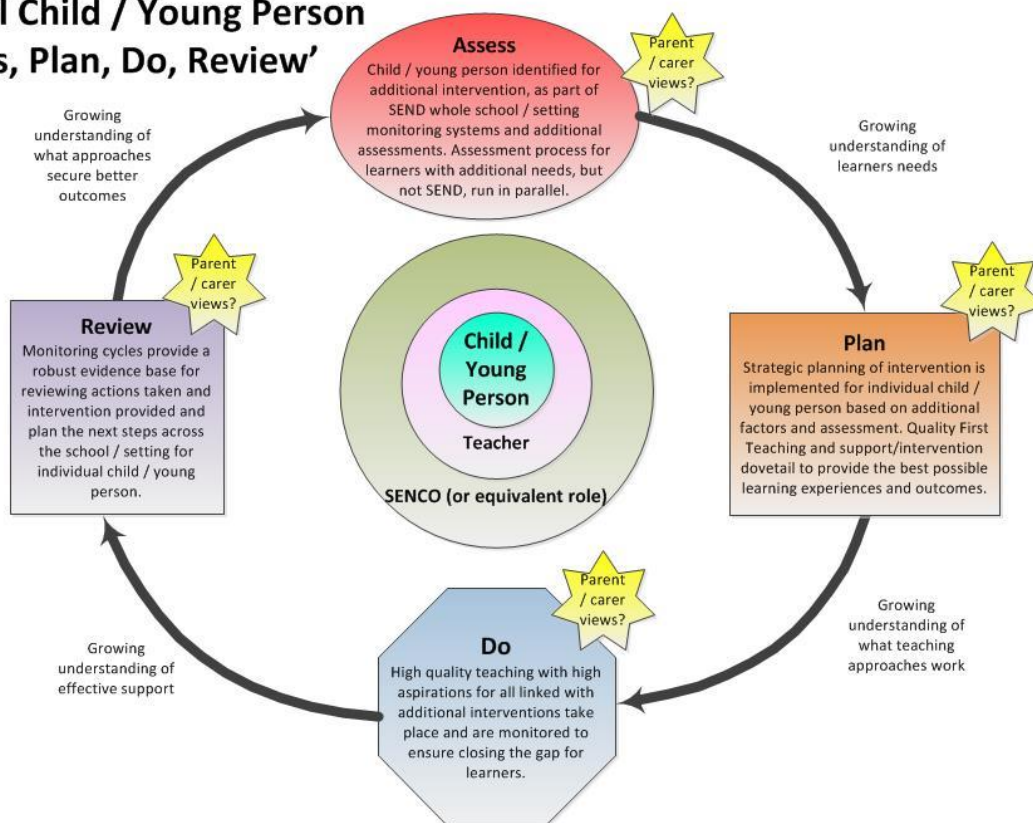 l Child / Young Person
s, Plan, Do, Review’
Assess
Child / young person identified for
additional intervention, as part of
SEND whole school / setting
monitoring systems and additional
assessments. Assessment process for
learners with additional needs, but
not SEND, run in parallel.
Parent
/ carer
views?
Growing
understanding of
what approaches
secure better
outcomes
Growing
understanding of
learners needs
Parent
/ carer
views?
Review
Monitoring cycles provide a
robust evidence base for
reviewing actions taken and
intervention provided and
plan the next steps across
the school / setting for
individual child / young
person.
Child /
Young
Person
Teacher
SENCO (or equivalent role)
Parent
/ carer
views?
Plan
Strategic planning of intervention is
implemented for individual child /
young person based on additional
factors and assessment. Quality First
Teaching and support/intervention
dovetail to provide the best possible
learning experiences and outcomes.
Parent
/ carer
views?
Do
High quality teaching with high
aspirations for all linked with
additional interventions take
place and are monitored to
ensure closing the gap for
learners.
Growing
understanding of
effective support
Growing
understanding of
what teaching
approaches work